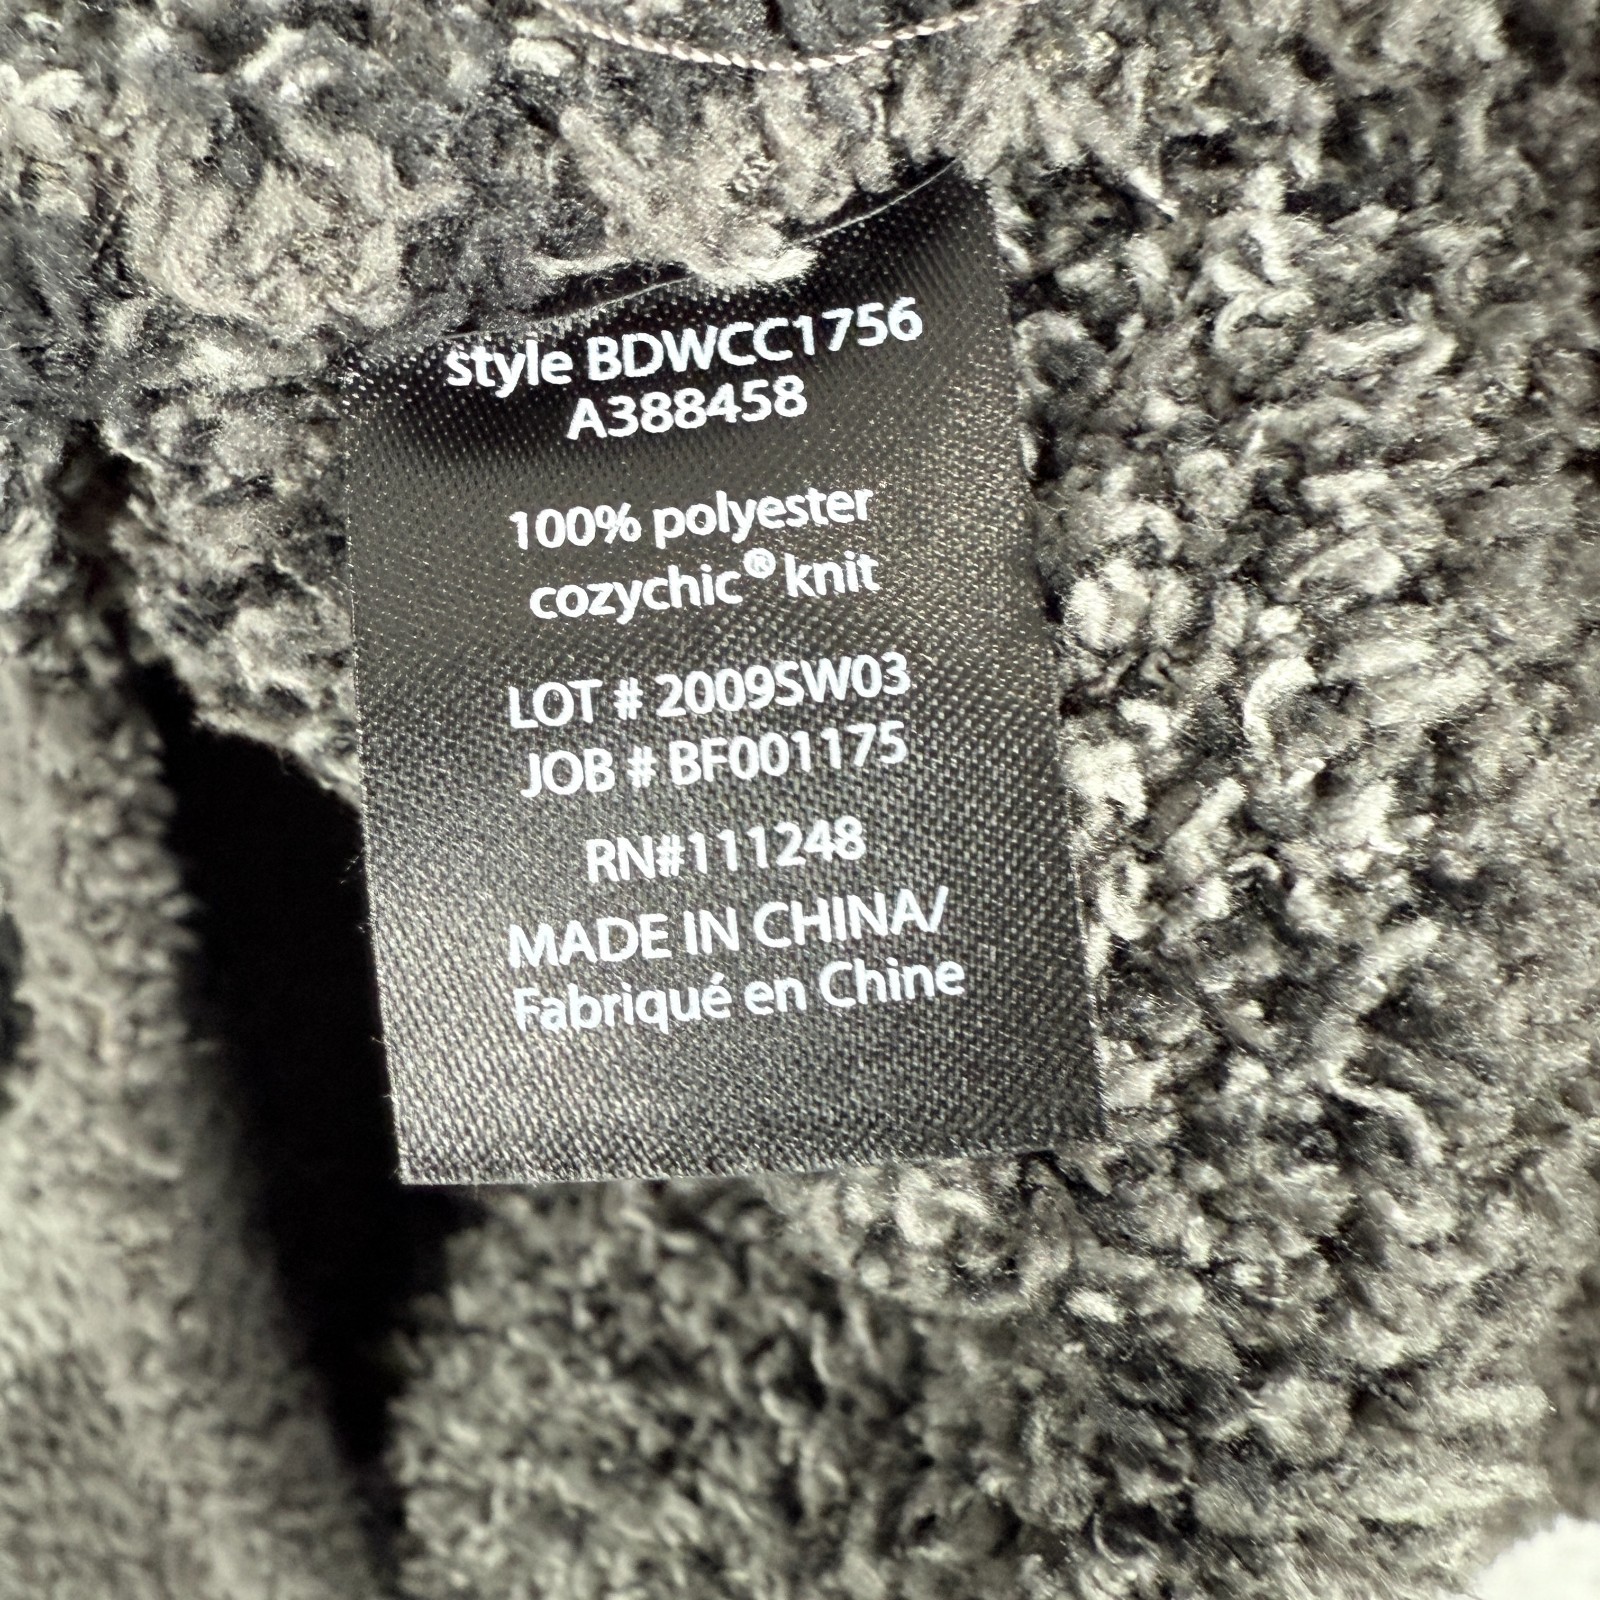 style BDWCC1756
A388458
100% polyester
cozychic® knit
LOT # 2009SW03
JOB # BF001175
RN#111248
MADE IN CHINA/
Fabriqué en Chine